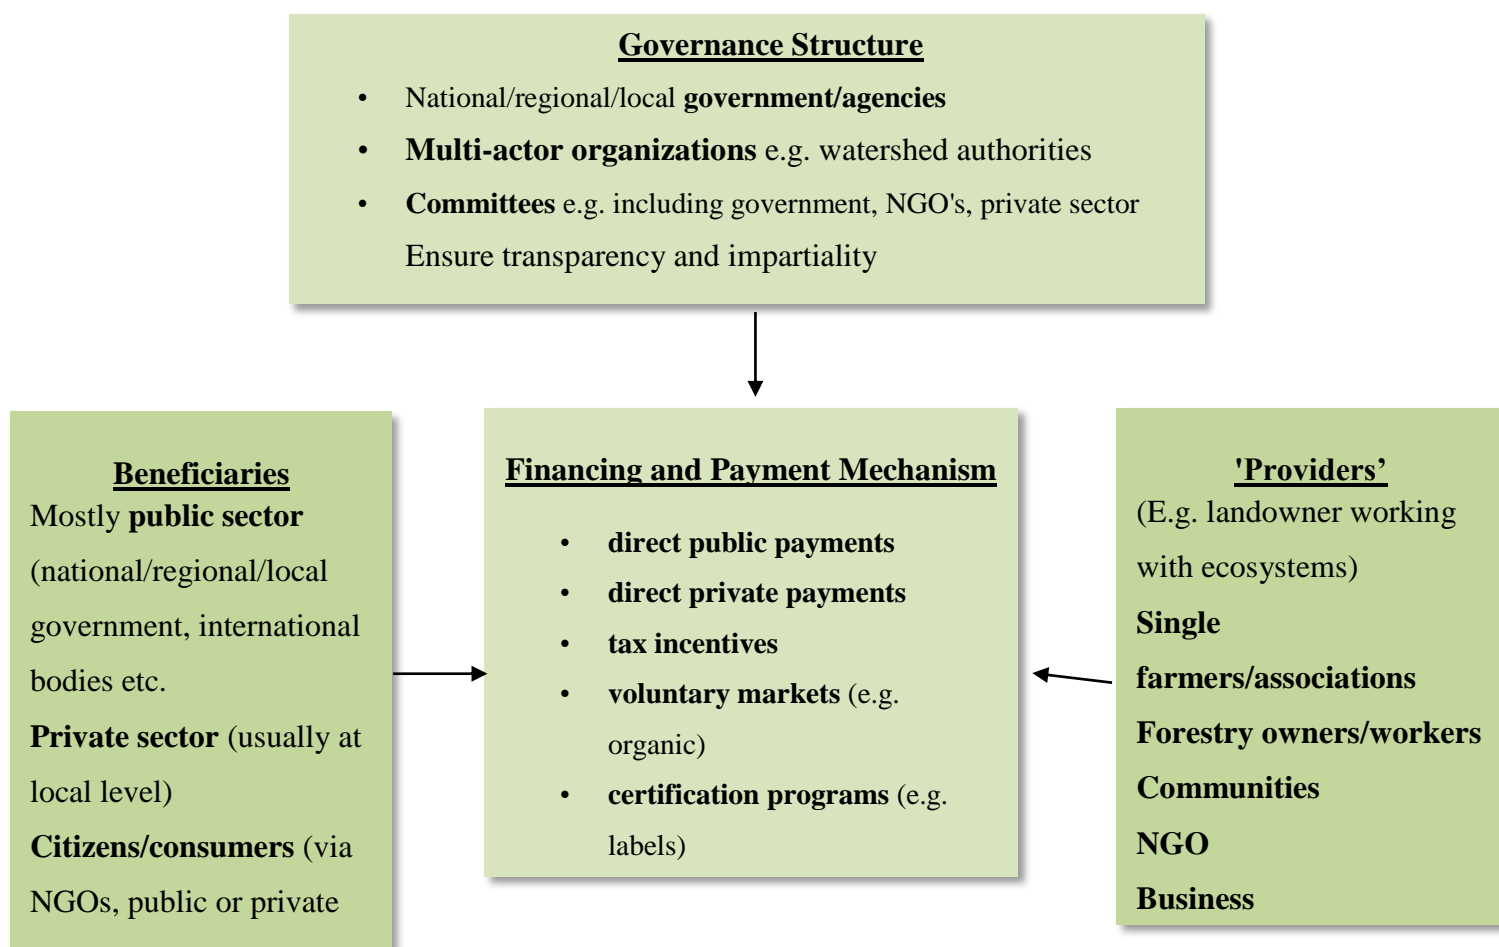 Governance Structure
• National/regional/local government/agencies
• Multi-actor organizations e.g. watershed authorities
• Committees e.g. including government, NGO's, private sector
Ensure transparency and impartiality
Beneficiaries
Mostly public sector
(national/regional/local
government, international
bodies etc.
Private sector (usually at
local level)
Citizens/consumers (via
NGOs, public or private
Financing and Payment Mechanism
• direct public payments
• direct private payments
• tax incentives
• voluntary markets (e.g.
organic)
• certification programs (e.g.
labels)
'Providers’
(E.g. landowner working
with ecosystems)
Single
farmers/associations
Forestry owners/workers
Communities
NGO
Business